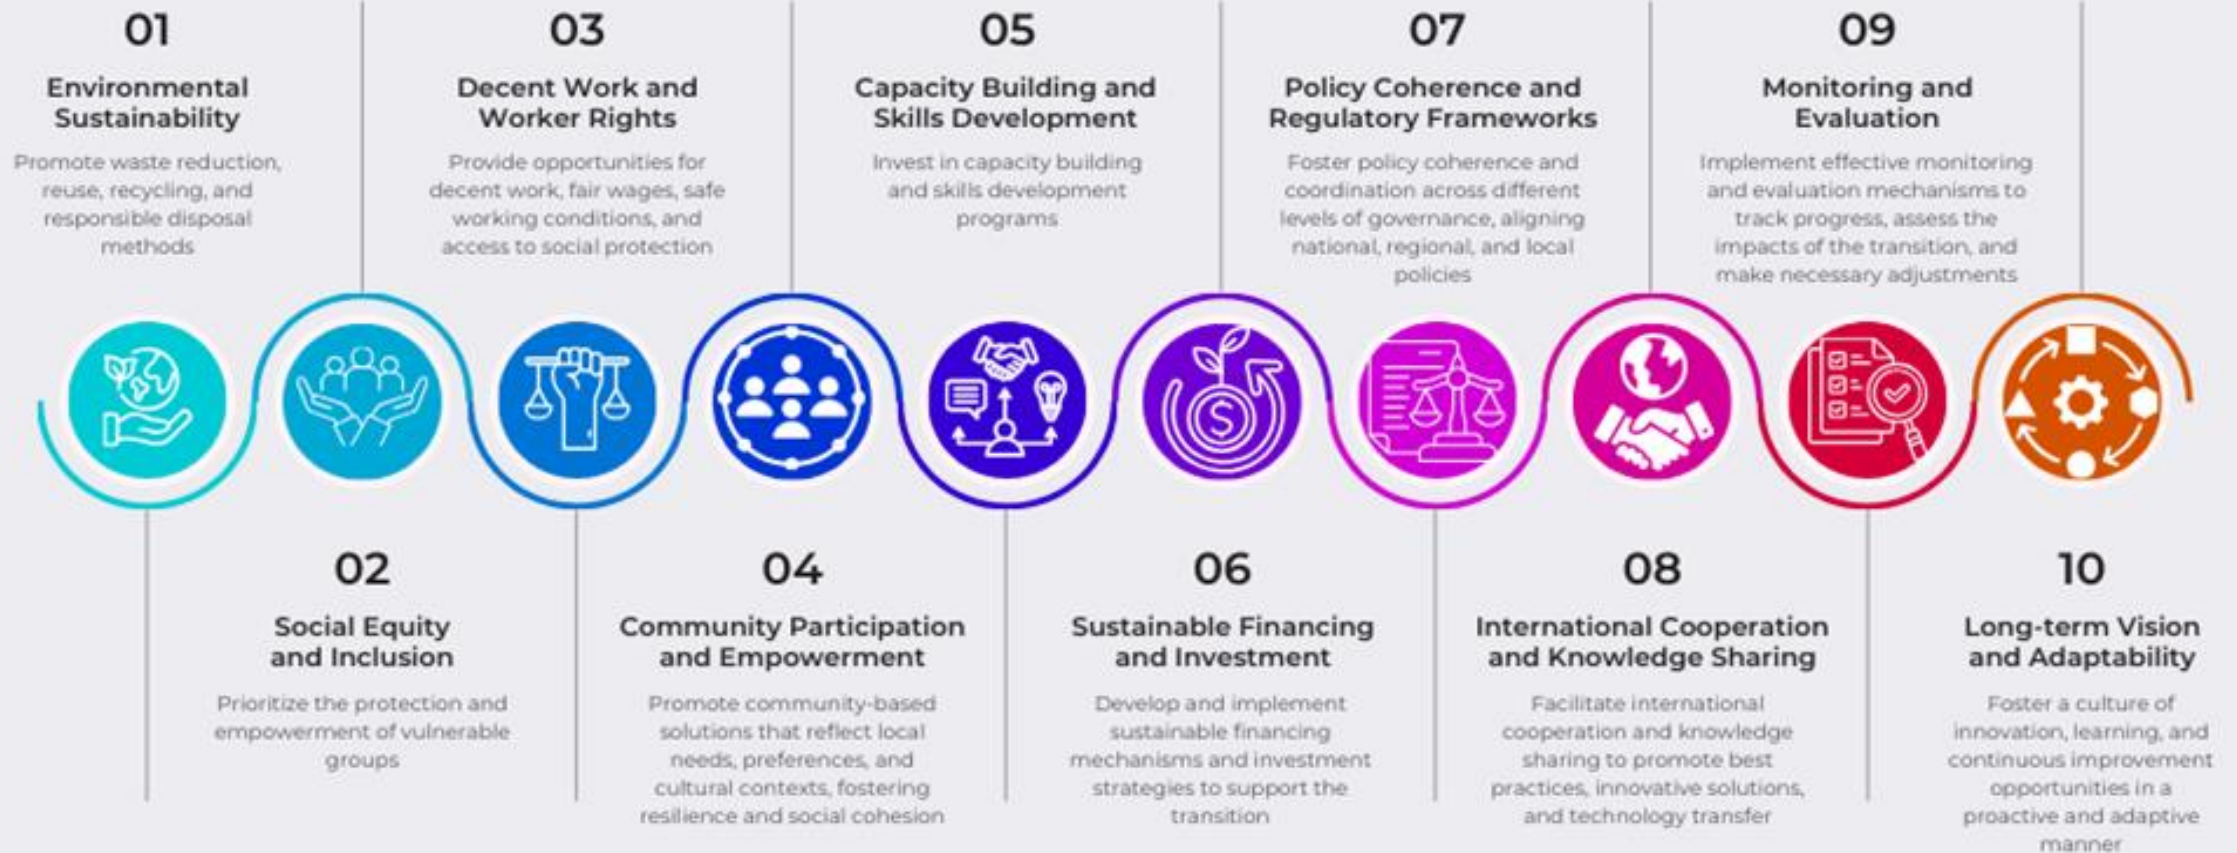 01
Environmental
Sustainability
Promote waste reduction,
reuse, recycling, and
responsible disposal
methods
02
Social Equity
and Inclusion
Prioritize the protection and
empowerment of vulnerable
groups
03
Decent Work and
Worker Rights
Provide opportunities for
decent work, fair wages, safe
working conditions, and
access to social protection
04
Community Participation
and Empowerment
Promote community-based
solutions that reflect local
needs, preferences, and
cultural contexts, fostering
resilience and social cohesion
05
Capacity Building and
Skills Development
Invest in capacity building
and skills development
programs
06
Sustainable Financing
and Investment
Develop and implement
sustainable financing
mechanisms and investment
strategies to support the
transition
07
Policy Coherence and
Regulatory Frameworks
Foster policy coherence and
coordination across different
levels of governance, aligning
national, regional, and local
policies
08
International Cooperation
and Knowledge Sharing
Facilitate international
cooperation and knowledge
sharing to promote best
practices, innovative solutions,
and technology transfer
09
Monitoring and
Evaluation
Implement effective monitoring
and evaluation mechanisms to
track progress, assess the
impacts of the transition, and
make necessary adjustments
10
Long-term Vision
and Adaptability
Foster a culture of
innovation, learning, and
continuous improvement
opportunities in a
proactive and adaptive
manner
$